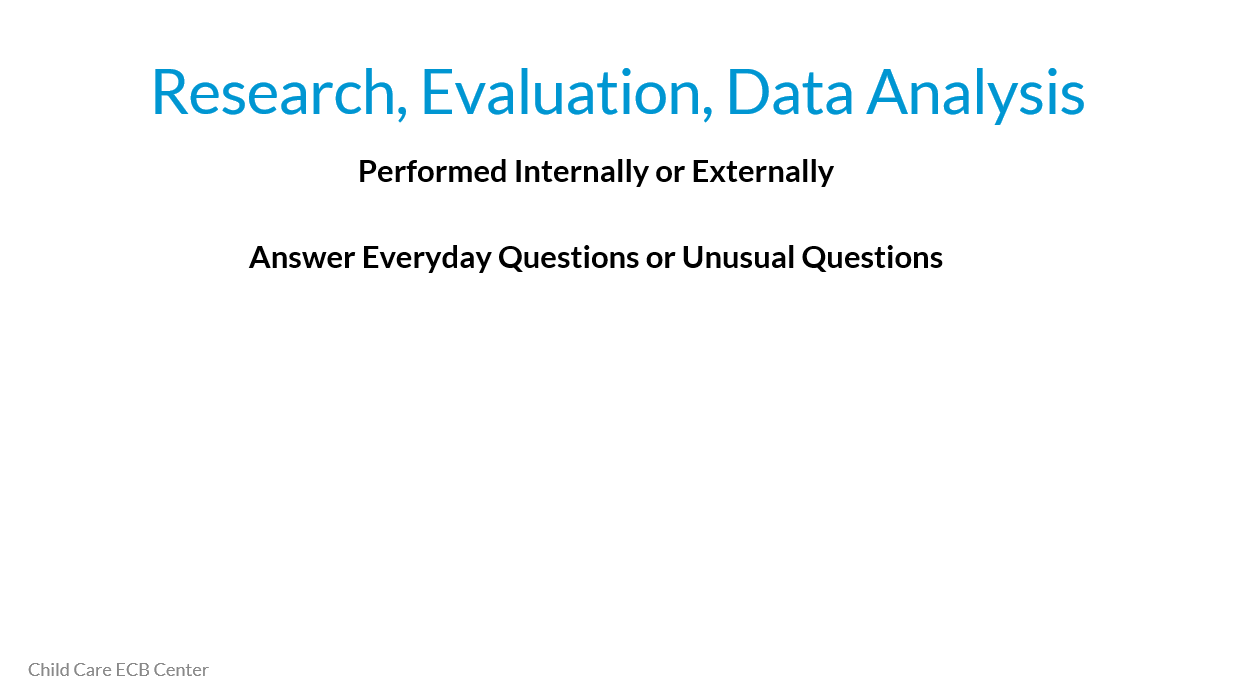 Research, Evaluation, Data Analysis
Performed Internally or Externally
Answer Everyday Questions or Unusual Questions
Child Care ECB Center